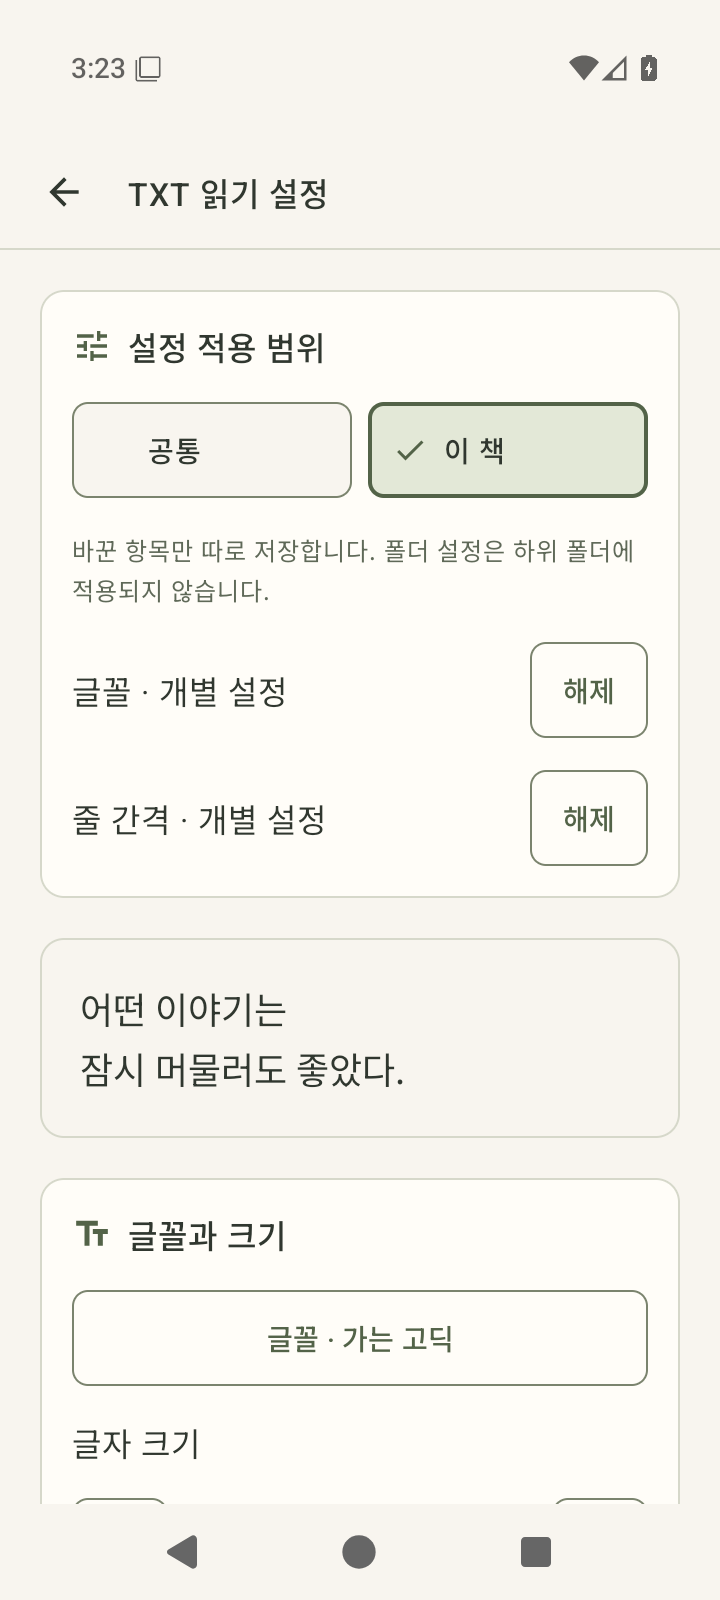 3:23
TXT 읽기 설정
설정 적용 범위
공통
이 책
바꾼 항목만 따로 저장합니다. 폴더 설정은 하위 폴더에
적용되지 않습니다.
글꼴 · 개별 설정
해제
줄 간격 · 개별 설정
해제
어떤 이야기는
잠시 머물러도 좋았다.
글꼴과 크기
글꼴 · 가는 고딕
글자 크기